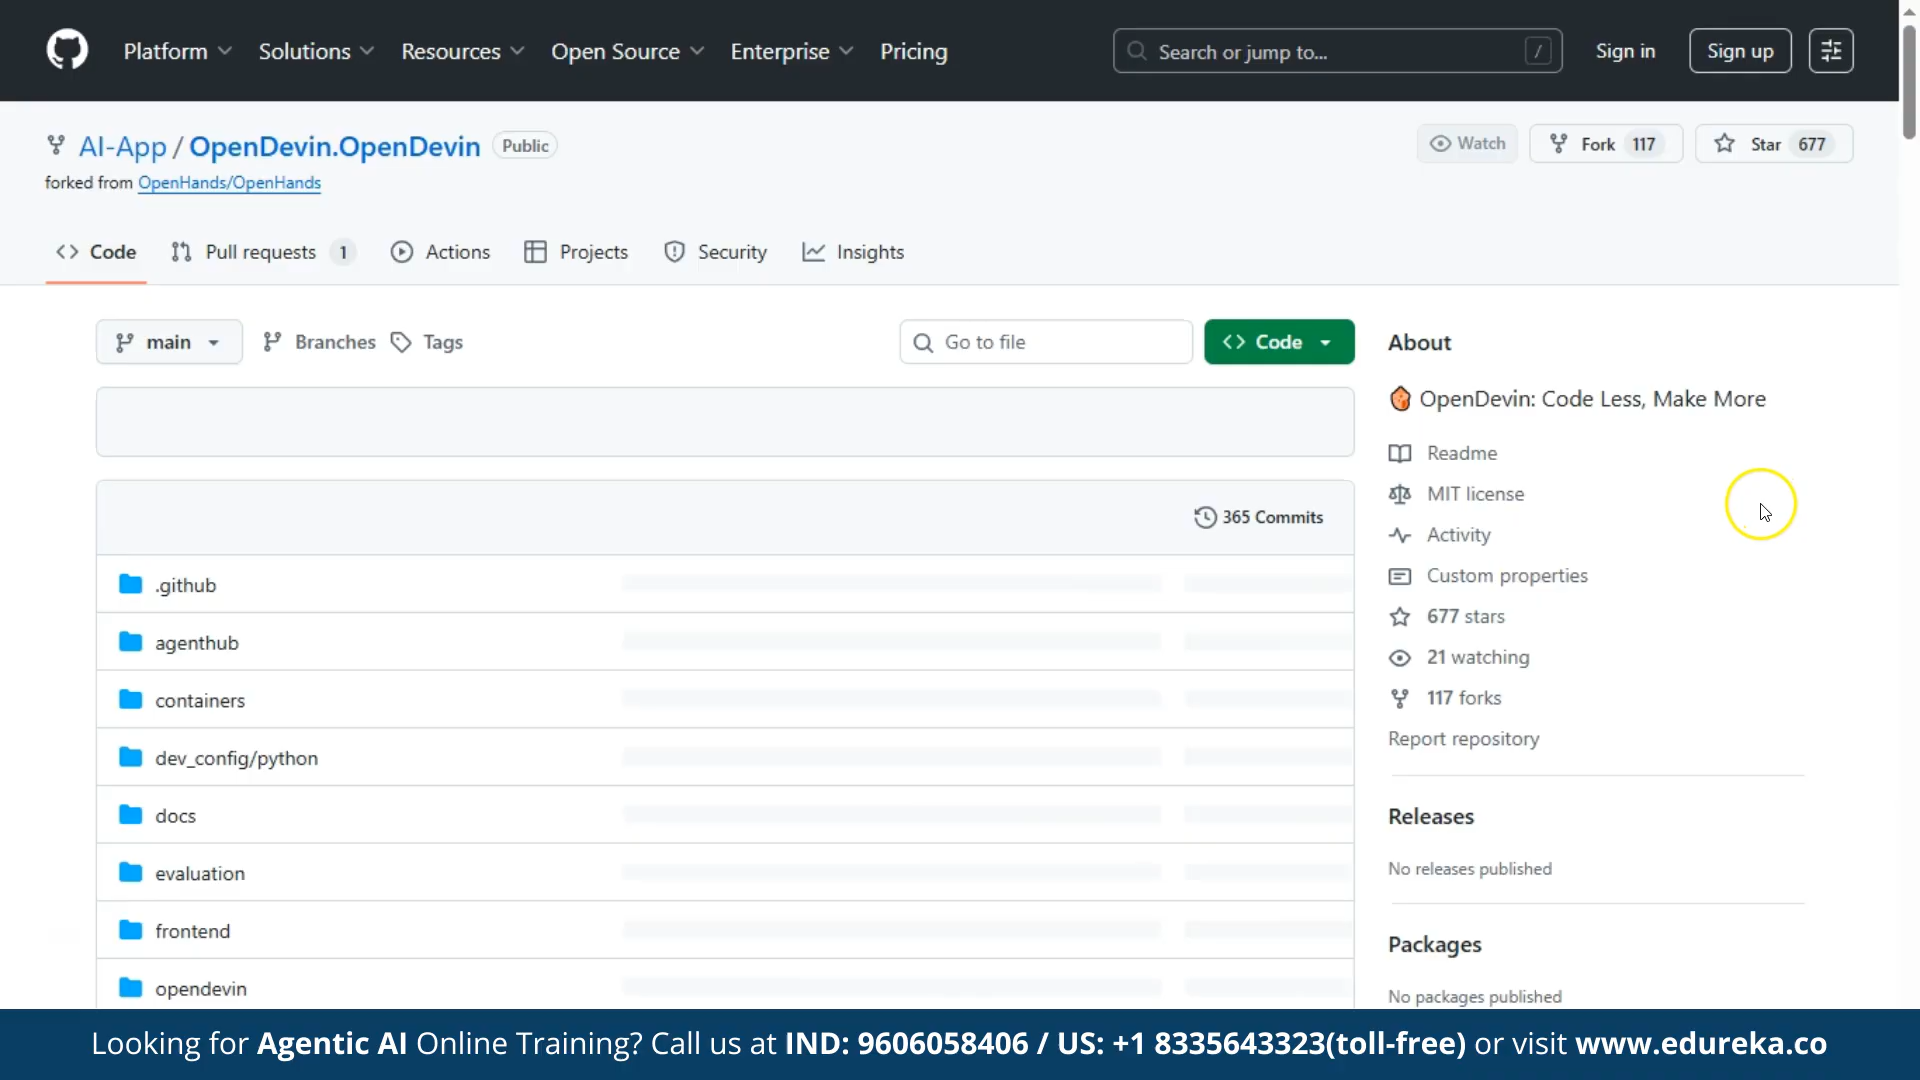 Platform Solutions Resources Open Source Enterprise Pricing Search or jump to... / Sign in Sign up
AI-App / OpenDevin.OpenDevin Public Watch Fork 117 Star 677
forked from OpenHands/OpenHands
Code Pull requests 1 Actions Projects Security Insights
main Branches Tags Go to file Code
365 Commits
.github
agenthub
containers
dev_config/python
docs
evaluation
frontend
opendevin
About
OpenDevin: Code Less, Make More
Readme
MIT license
Activity
Custom properties
677 stars
21 watching
117 forks
Report repository
Releases
No releases published
Packages
No packages published
Looking for Agentic AI Online Training? Call us at IND: 9606058406 / US: +1 8335643323(toll-free) or visit www.edureka.co